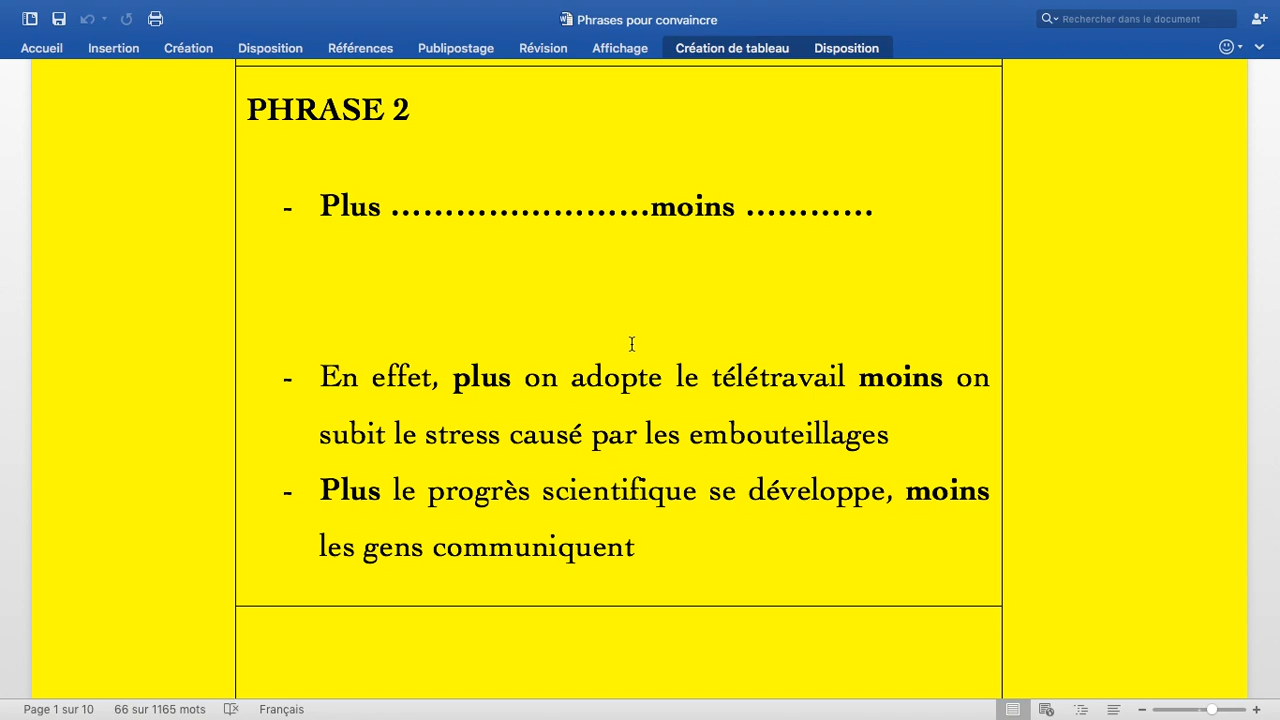 Phrases pour convaincre
Rechercher dans le document
Accueil Insertion Création Disposition Références Publipostage Révision Affichage Création de tableau Disposition
PHRASE 2
- Plus ........................moins ............
- En effet, plus on adopte le télétravail moins on
subit le stress causé par les embouteillages
- Plus le progrès scientifique se développe, moins
les gens communiquent
Page 1 sur 10 66 sur 1165 mots Français